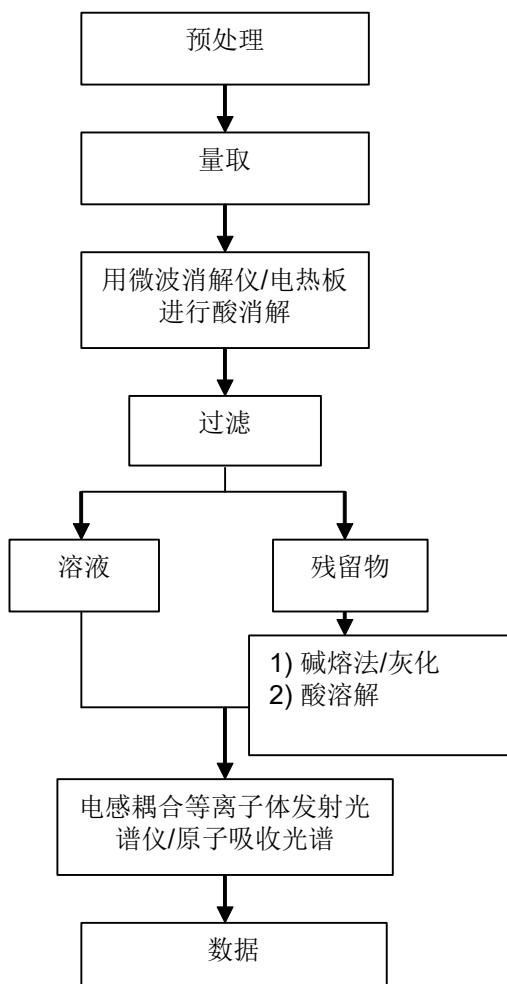 预处理
量取
用微波消解仪/电热板
进行酸消解
过滤
溶液
残留物
1) 碱熔法/灰化
2) 酸溶解
电感耦合等离子体发射光
谱仪/原子吸收光谱
数据